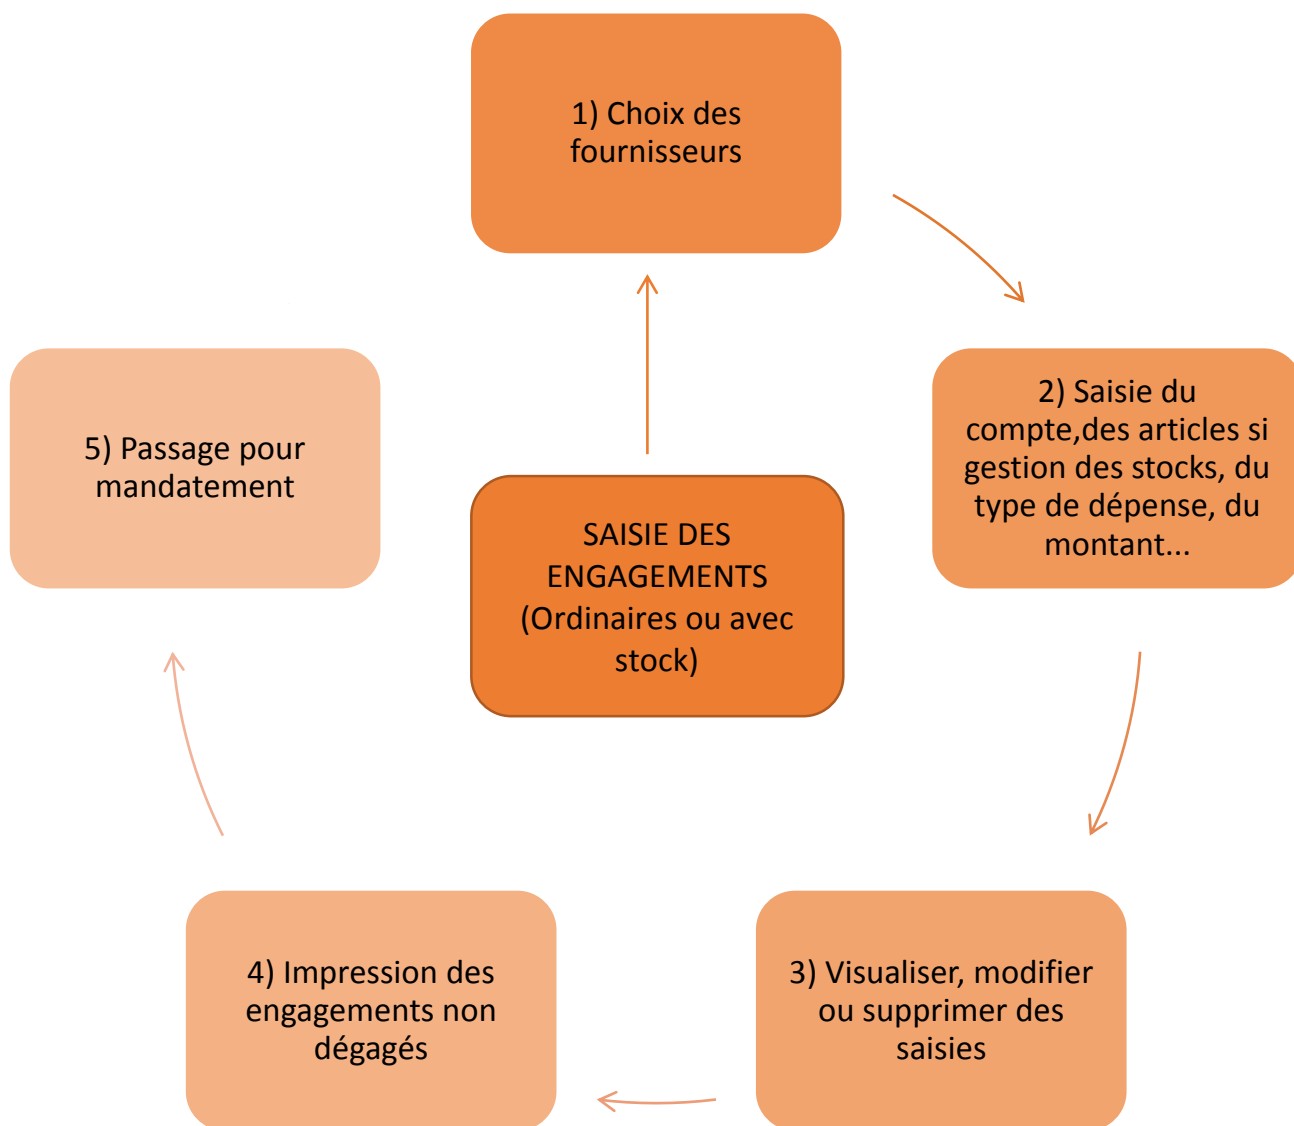 1) Choix des
fournisseurs
2) Saisie du
compte,des articles si
gestion des stocks, du
type de dépense, du
montant...
5) Passage pour
mandatement
SAISIE DES
ENGAGEMENTS
(Ordinaires ou avec
stock)
4) Impression des
engagements non
dégagés
3) Visualiser, modifier
ou supprimer des
saisies